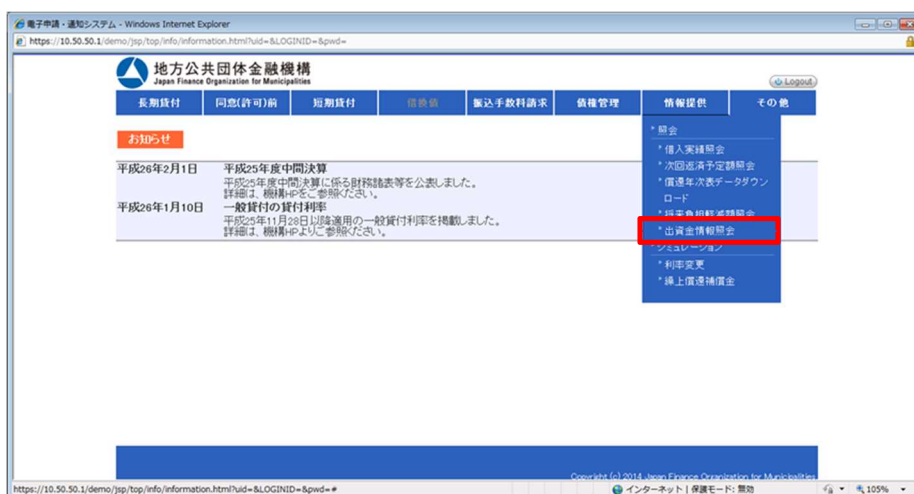 電子申請・通知システム - Windows Internet Explorer
https://10.50.50.1/demo/jsp/top/info/information.html?uid=&LOGINID=&pwd=
地方公共団体金融機構
Japan Finance Organization for Municipalities
Logout
長期貸付 同意(許可)前 短期貸付 借換債 振込手数料請求 債権管理 情報提供 その他
お知らせ
平成26年2月1日 平成25年度中間決算
平成25年度中間決算に係る財務諸表等を公表しました。
詳細は、機構HPをご参照ください。
平成26年1月10日 一般貸付の貸付利率
平成25年11月28日以降適用の一般貸付利率を掲載しました。
詳細は、機構HPよりご参照ください。
照会
借入実績照会
次回返済予定額照会
償還年次表データダウン
ロード
将来負担軽減額照会
出資金情報照会
シミュレーション
利率変更
繰上償還補償金
Copyright (c) 2014 Japan Finance Organization for Municipalities
https://10.50.50.1/demo/jsp/top/info/information.html?uid=&LOGINID=&pwd=#
インターネット | 保護モード: 無効
105%